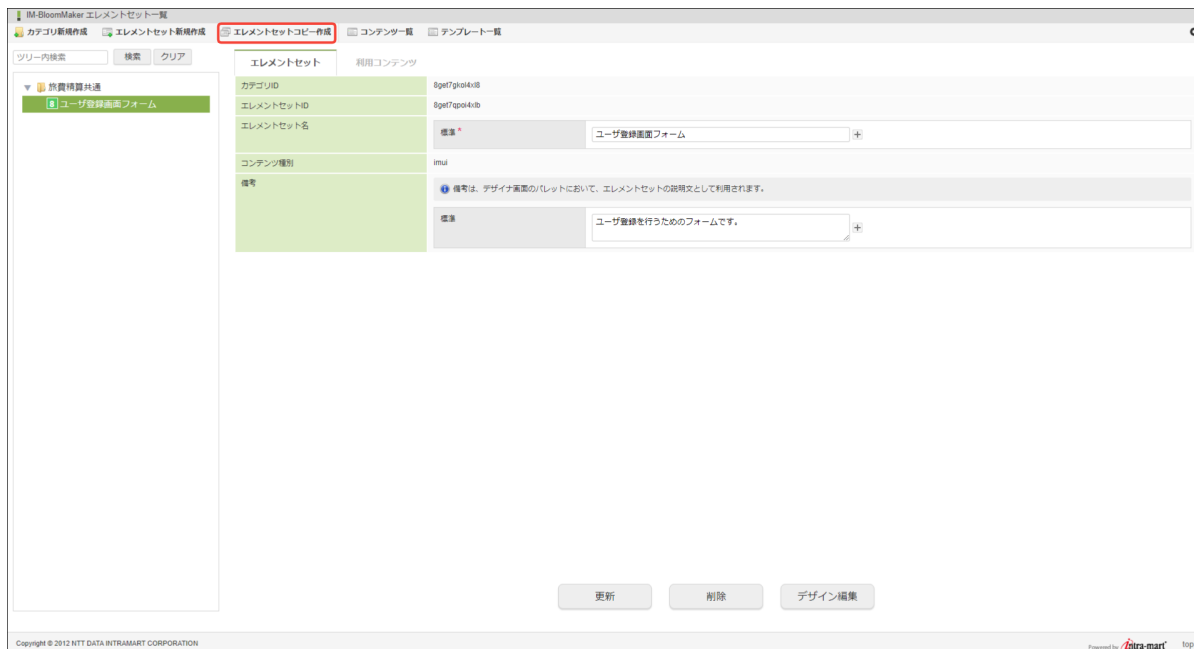 IM-BloomMaker エレメントセット一覧
カテゴリ新規作成 エレメントセット新規作成 エレメントセットコピー作成 コンテンツ一覧 テンプレート一覧
ツリー内検索 検索 クリア
エレメントセット 利用コンテンツ
旅費精算共通
ユーザ登録画面フォーム
カテゴリID 8get7gkol4xl8
エレメントセットID 8get7qpoi4xlb
エレメントセット名 標準 * ユーザ登録画面フォーム
コンテンツ種別 imui
備考 備考は、デザイナ画面のパレットにおいて、エレメントセットの説明文として利用されます。
標準 ユーザ登録を行うためのフォームです。
更新 削除 デザイン編集
Copyright © 2012 NTT DATA INTRAMART CORPORATION
Powered by intra-mart top